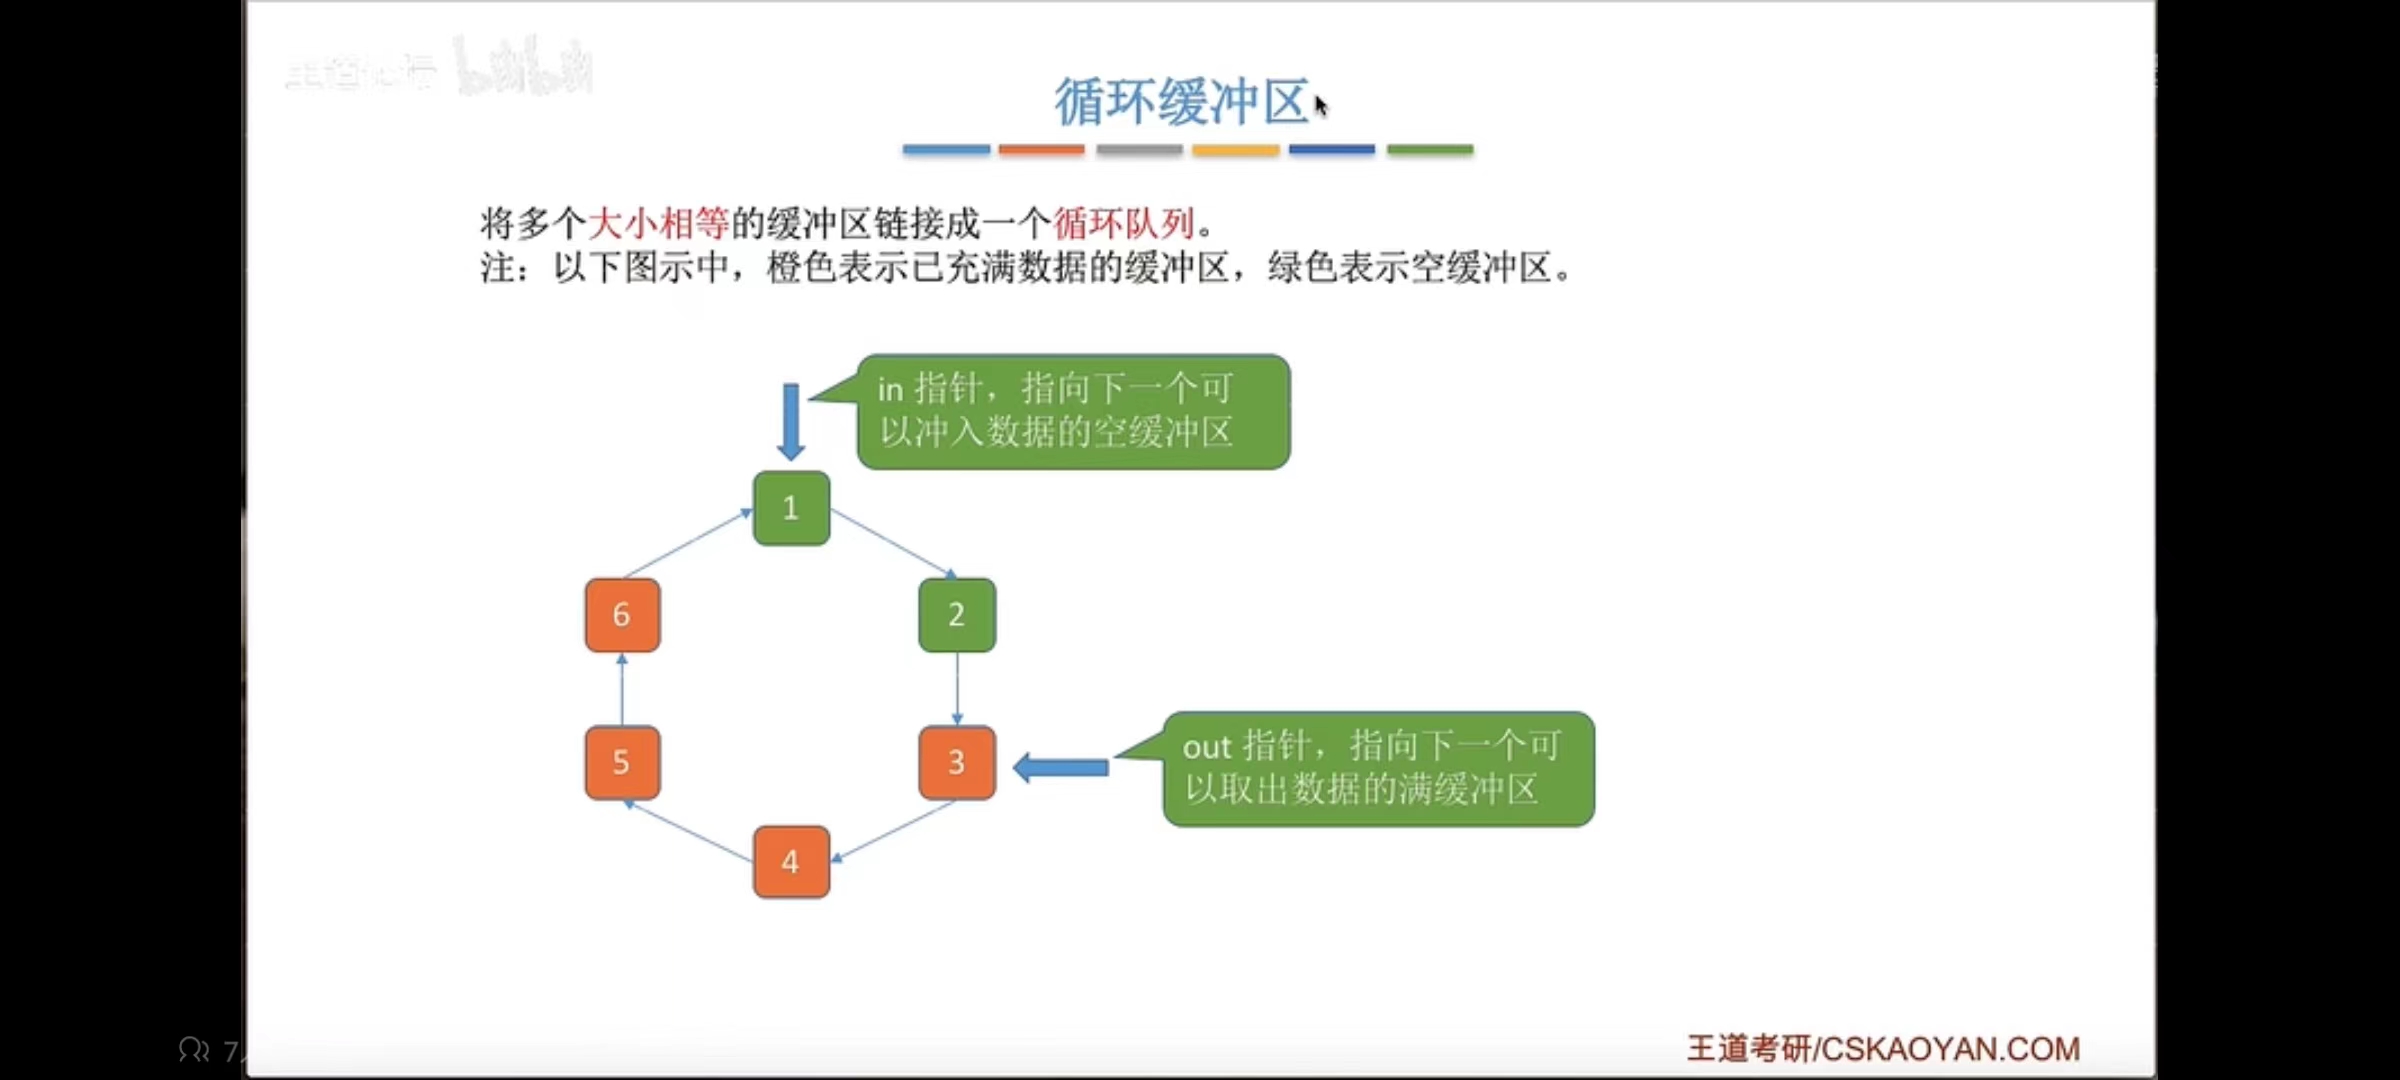 循环缓冲区
将多个大小相等的缓冲区链接成一个循环队列。
注：以下图示中，橙色表示已充满数据的缓冲区，绿色表示空缓冲区。
in 指针，指向下一个可
以冲入数据的空缓冲区
1
6
2
5
3
out 指针，指向下一个可
以取出数据的满缓冲区
4
王道考研/CSKAOYAN.COM
7